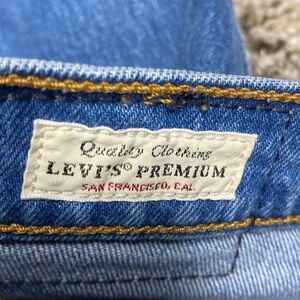 Quality Clothing
LEVI'S® PREMIUM
SAN FRANCISCO, CAL.